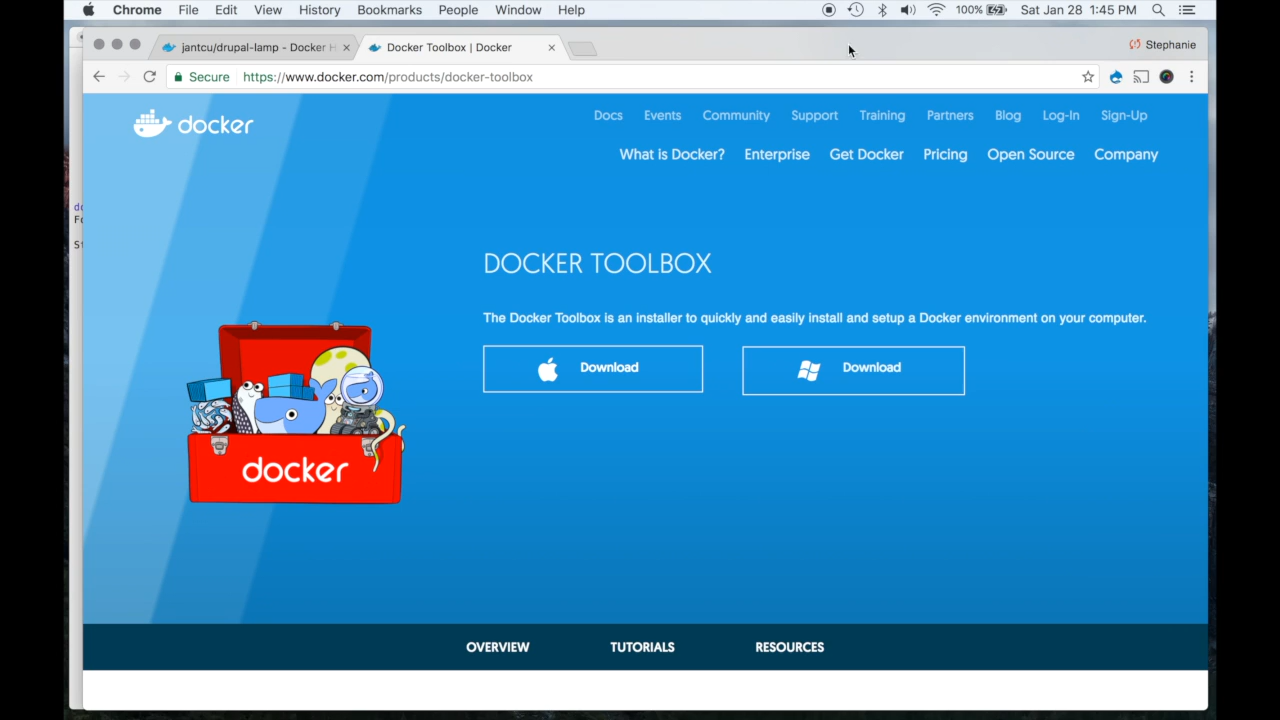 Chrome File Edit View History Bookmarks People Window Help 100% Sat Jan 28 1:45 PM
jantcu/drupal-lamp - Docker H Docker Toolbox | Docker Stephanie
Secure https://www.docker.com/products/docker-toolbox
docker Docs Events Community Support Training Partners Blog Log-In Sign-Up
What is Docker? Enterprise Get Docker Pricing Open Source Company
DOCKER TOOLBOX
The Docker Toolbox is an installer to quickly and easily install and setup a Docker environment on your computer.
Download Download
docker
OVERVIEW TUTORIALS RESOURCES